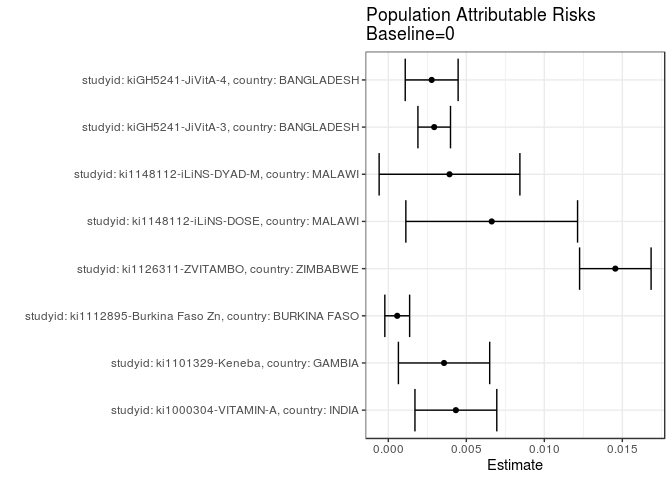 Population Attributable Risks
Baseline=0
studyid: kiGH5241-JiVitA-4, country: BANGLADESH
studyid: kiGH5241-JiVitA-3, country: BANGLADESH
studyid: ki1148112-iLiNS-DYAD-M, country: MALAWI
studyid: ki1148112-iLiNS-DOSE, country: MALAWI
studyid: ki1126311-ZVITAMBO, country: ZIMBABWE
studyid: ki1112895-Burkina Faso Zn, country: BURKINA FASO
studyid: ki1101329-Keneba, country: GAMBIA
studyid: ki1000304-VITAMIN-A, country: INDIA
0.000 0.005 0.010 0.015
Estimate